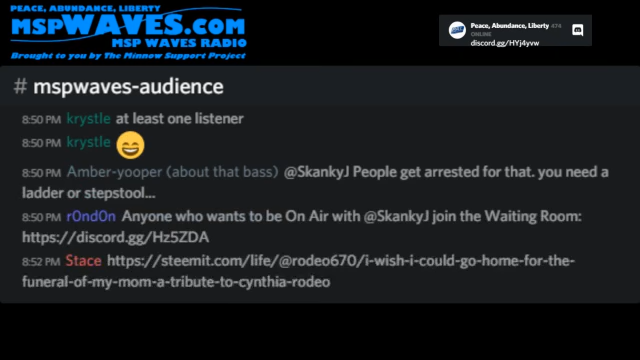 PEACE, ABUNDANCE, LIBERTY
MSPWAVES.COM
MSP WAVES RADIO
Brought to you by The Minnow Support Project
Peace, Abundance, Liberty 474
ONLINE
discord.gg/HYj4yvw
# mspwaves-audience
8:50 PM krystle at least one listener
8:50 PM krystle 😄
8:50 PM Amber-yooper (about that bass) @SkankyJ People get arrested for that. you need a
ladder or stepstool...
8:50 PM r0nd0n Anyone who wants to be On Air with @SkankyJ join the Waiting Room:
https://discord.gg/Hz5ZDA
8:52 PM Stace https://steemit.com/life/@rodeo670/i-wish-i-could-go-home-for-the-
funeral-of-my-mom-a-tribute-to-cynthia-rodeo